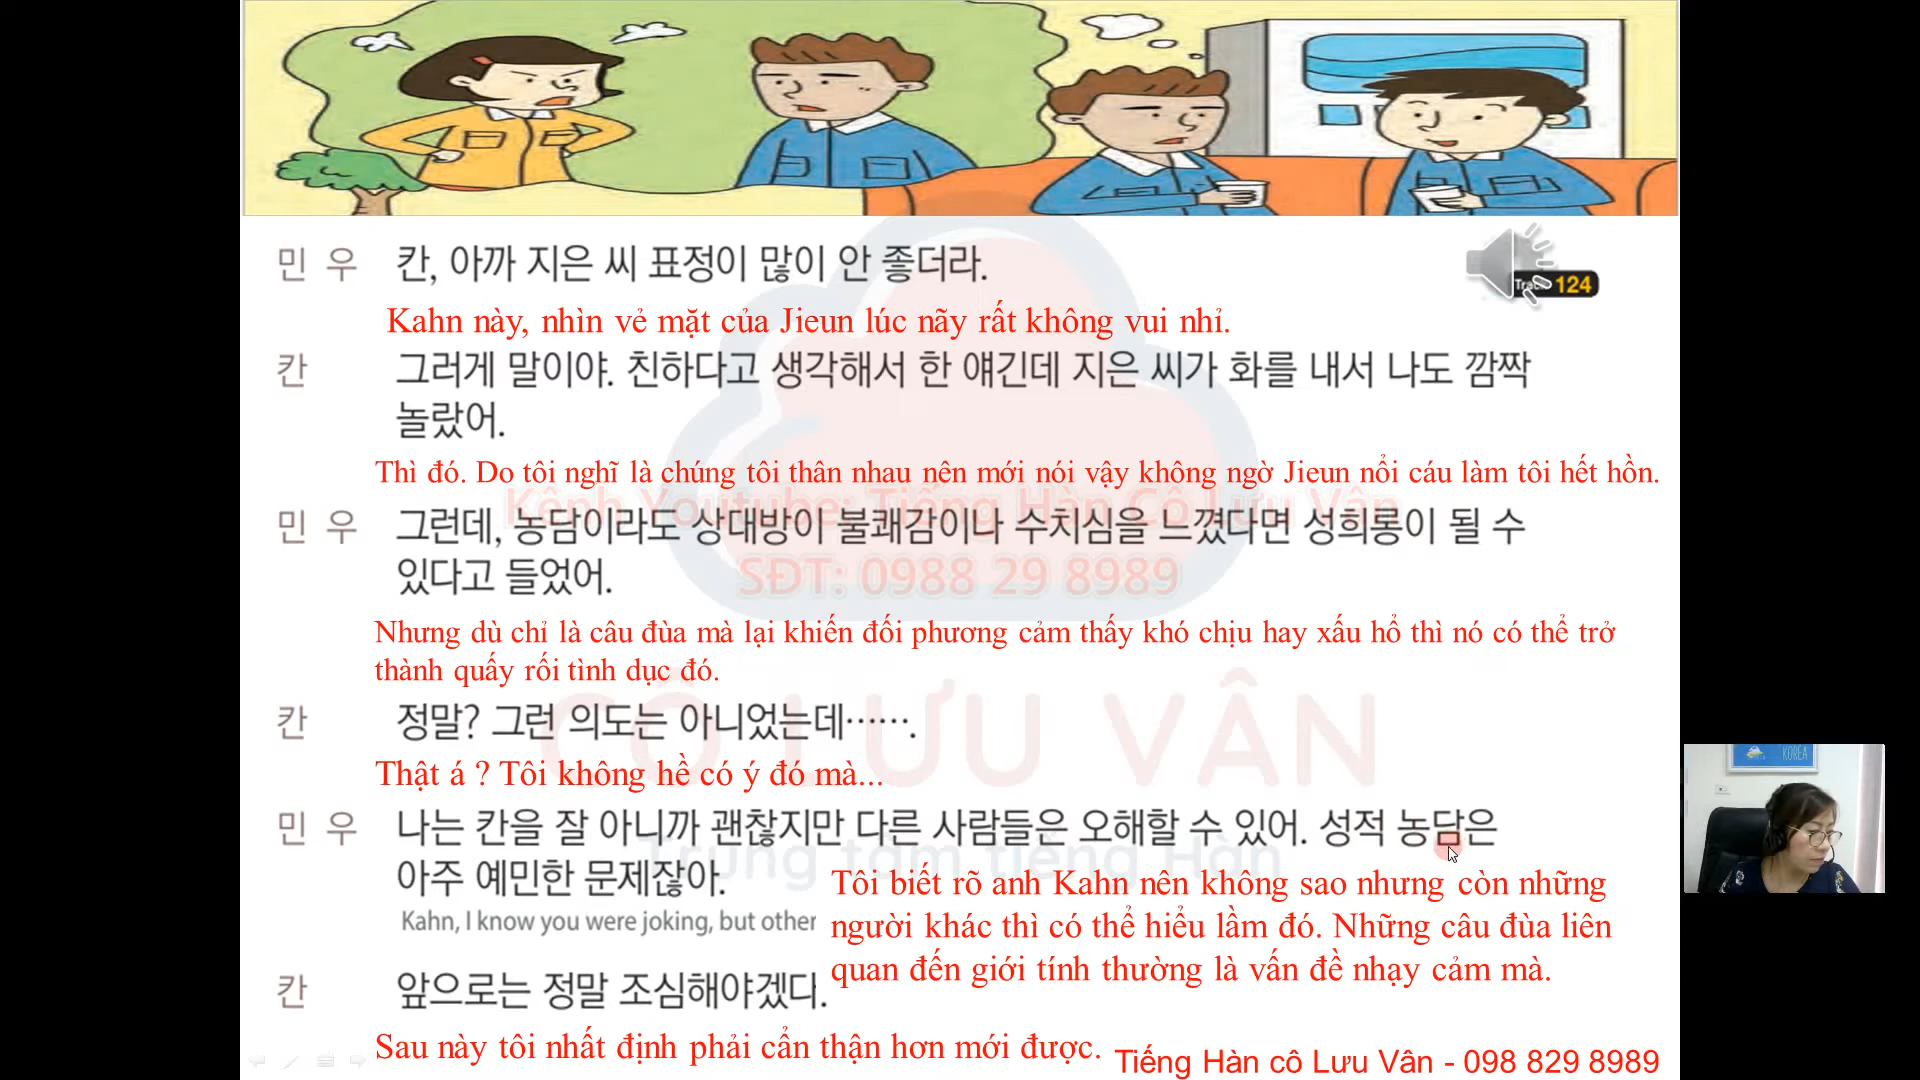 민 우 칸, 아까 지은 씨 표정이 많이 안 좋더라.
Track 124
Kahn này, nhìn vẻ mặt của Jieun lúc nãy rất không vui nhỉ.
칸 그러게 말이야. 친하다고 생각해서 한 얘긴데 지은 씨가 화를 내서 나도 깜짝
놀랐어.
Thì đó. Do tôi nghĩ là chúng tôi thân nhau nên mới nói vậy không ngờ Jieun nổi cáu làm tôi hết hồn.
Kênh Youtube: Tiếng Hàn Cô Lưu Vân
민 우 그런데, 농담이라도 상대방이 불쾌감이나 수치심을 느꼈다면 성희롱이 될 수
있다고 들었어.
SĐT: 0988 29 8989
Nhưng dù chỉ là câu đùa mà lại khiến đối phương cảm thấy khó chịu hay xấu hổ thì nó có thể trở
thành quấy rối tình dục đó.
칸 정말? 그런 의도는 아니었는데…….
CÔ LƯU VÂN
Thật á ? Tôi không hề có ý đó mà...
민 우 나는 칸을 잘 아니까 괜찮지만 다른 사람들은 오해할 수 있어. 성적 농담은
아주 예민한 문제잖아.
Trung tâm tiếng Hàn
Kahn, I know you were joking, but other
Tôi biết rõ anh Kahn nên không sao nhưng còn những
người khác thì có thể hiểu lầm đó. Những câu đùa liên
quan đến giới tính thường là vấn đề nhạy cảm mà.
칸 앞으로는 정말 조심해야겠다.
Sau này tôi nhất định phải cẩn thận hơn mới được.
Tiếng Hàn cô Lưu Vân - 098 829 8989
KOREA